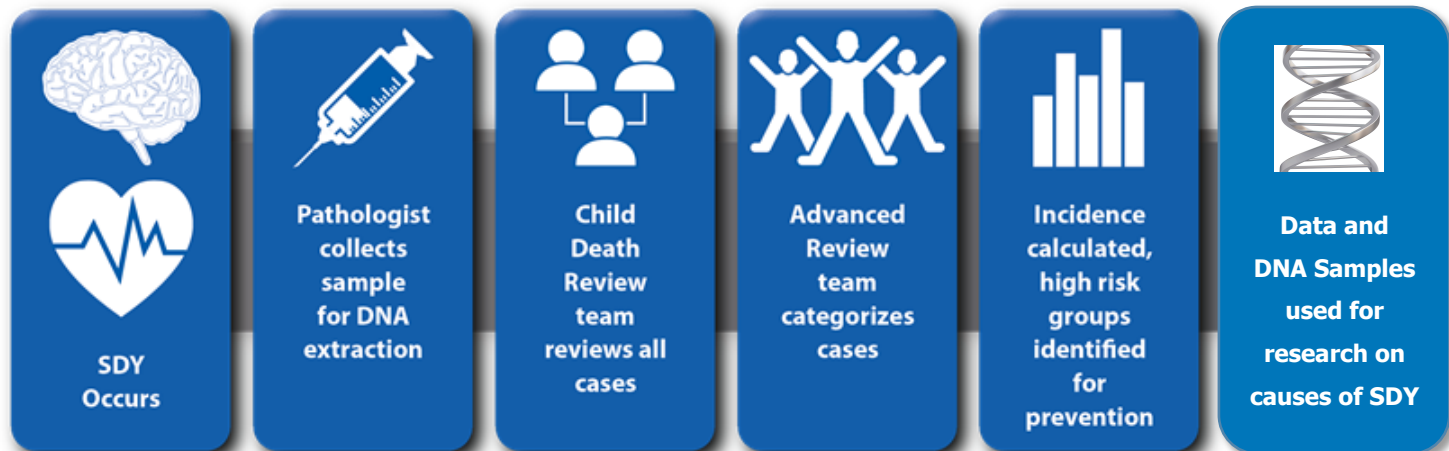 SDY
Occurs
Pathologist
collects
sample
for DNA
extraction
Child
Death
Review
team
reviews all
cases
Advanced
Review
team
categorizes
cases
Incidence
calculated,
high risk
groups
identified
for
prevention
Data and
DNA Samples
used for
research on
causes of SDY